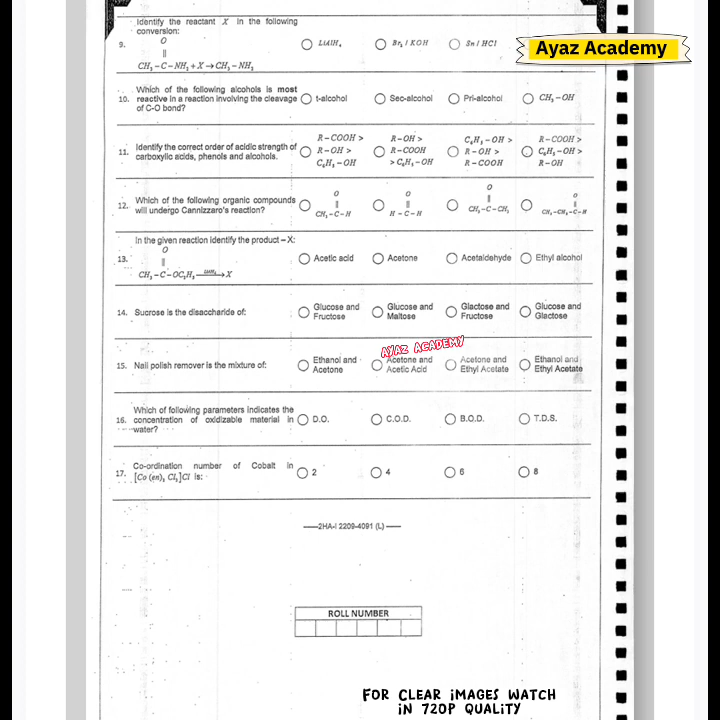 Ayaz Academy
Identify the reactant X in the following
conversion:
O
||
9.
CH₃ – C – NH₂ + X → CH₃ – NH₂
LiAlH₄
Br₂ / KOH
Sn / HCl
10.
Which of the following alcohols is most
reactive in a reaction involving the cleavage
of C-O bond?
t-alcohol
Sec-alcohol
Pri-alcohol
CH₃ – OH
11.
Identify the correct order of acidic strength of
carboxylic acids, phenols and alcohols.
R – COOH >
R – OH >
C₆H₅ – OH
R – OH >
R – COOH
> C₆H₅ – OH
C₆H₅ – OH >
R – OH >
R – COOH
R – COOH >
C₆H₅ – OH >
R – OH
12.
Which of the following organic compounds
will undergo Cannizzaro's reaction?
O
||
CH₃ – C – H
O
||
H – C – H
O
||
CH₃ – C – CH₃
O
||
CH₃ – CH₂ – C – H
In the given reaction identify the product – X:
O
||
13.
CH₃ – C – OC₂H₅ LiAlH₄→ X
Acetic acid
Acetone
Acetaldehyde
Ethyl alcohol
14. Sucrose is the disaccharide of:
Glucose and
Fructose
Glucose and
Maltose
Glactose and
Fructose
Glucose and
Glactose
AYAZ ACADEMY
15. Nail polish remover is the mixture of:
Ethanol and
Acetone
Acetone and
Acetic Acid
Acetone and
Ethyl Acetate
Ethanol and
Ethyl Acetate
16.
Which of following parameters indicates the
concentration of oxidizable material in
water?
D.O.
C.O.D.
B.O.D.
T.D.S.
17.
Co-ordination number of Cobalt in
[Co (en)₂ Cl₂]Cl is:
2
4
6
8
—2HA-I 2209-4091 (L)—
ROLL NUMBER
FOR CLEAR iMAGES WATCH
iN 720P QUALiTY